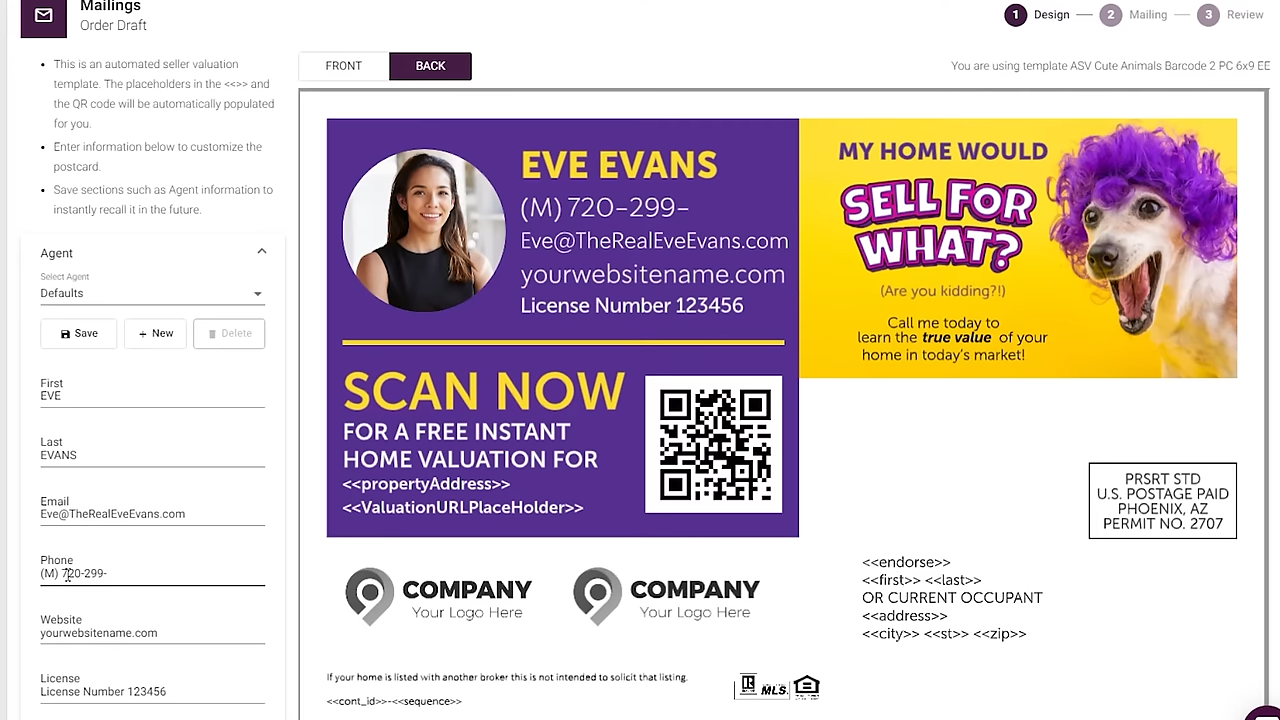 Mailings
Order Draft
1 Design — 2 Mailing — 3 Review
This is an automated seller valuation
template. The placeholders in the <<>> and
the QR code will be automatically populated
for you.
Enter information below to customize the
postcard.
Save sections such as Agent information to
instantly recall it in the future.
Agent
Select Agent
Defaults
Save
+ New
Delete
First
EVE
Last
EVANS
Email
Eve@TheRealEveEvans.com
Phone
(M) 720-299-
Website
yourwebsitename.com
License
License Number 123456
FRONT
BACK
You are using template ASV Cute Animals Barcode 2 PC 6x9 EE
EVE EVANS
(M) 720-299-
Eve@TheRealEveEvans.com
yourwebsitename.com
License Number 123456
SCAN NOW
FOR A FREE INSTANT
HOME VALUATION FOR
<<propertyAddress>>
<<ValuationURLPlaceHolder>>
MY HOME WOULD
SELL FOR
WHAT?
(Are you kidding?!)
Call me today to
learn the true value of your
home in today's market!
PRSRT STD
U.S. POSTAGE PAID
PHOENIX, AZ
PERMIT NO. 2707
COMPANY
Your Logo Here
COMPANY
Your Logo Here
<<endorse>>
<<first>> <<last>>
OR CURRENT OCCUPANT
<<address>>
<<city>> <<st>> <<zip>>
If your home is listed with another broker this is not intended to solicit that listing.
<<cont_id>>-<<sequence>>
MLS.